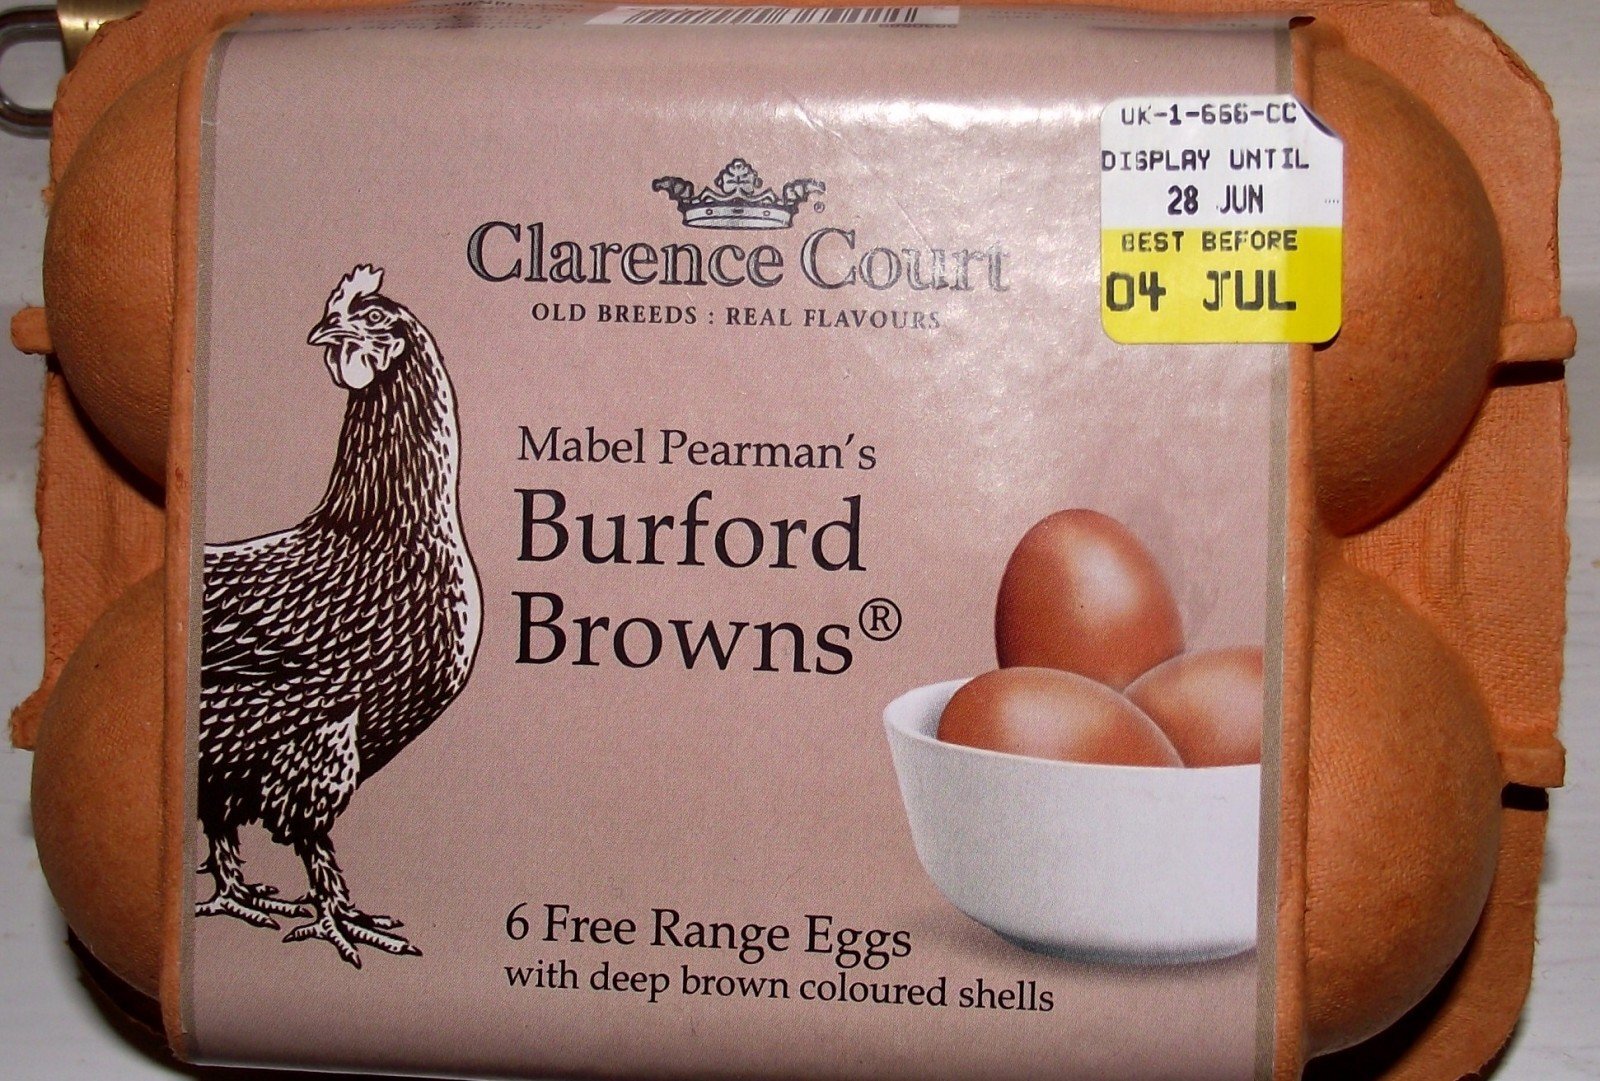 UK-1-666-CC
DISPLAY UNTIL
28 JUN
BEST BEFORE
04 JUL
Clarence Court®
OLD BREEDS : REAL FLAVOURS
Mabel Pearman's
Burford
Browns®
6 Free Range Eggs
with deep brown coloured shells